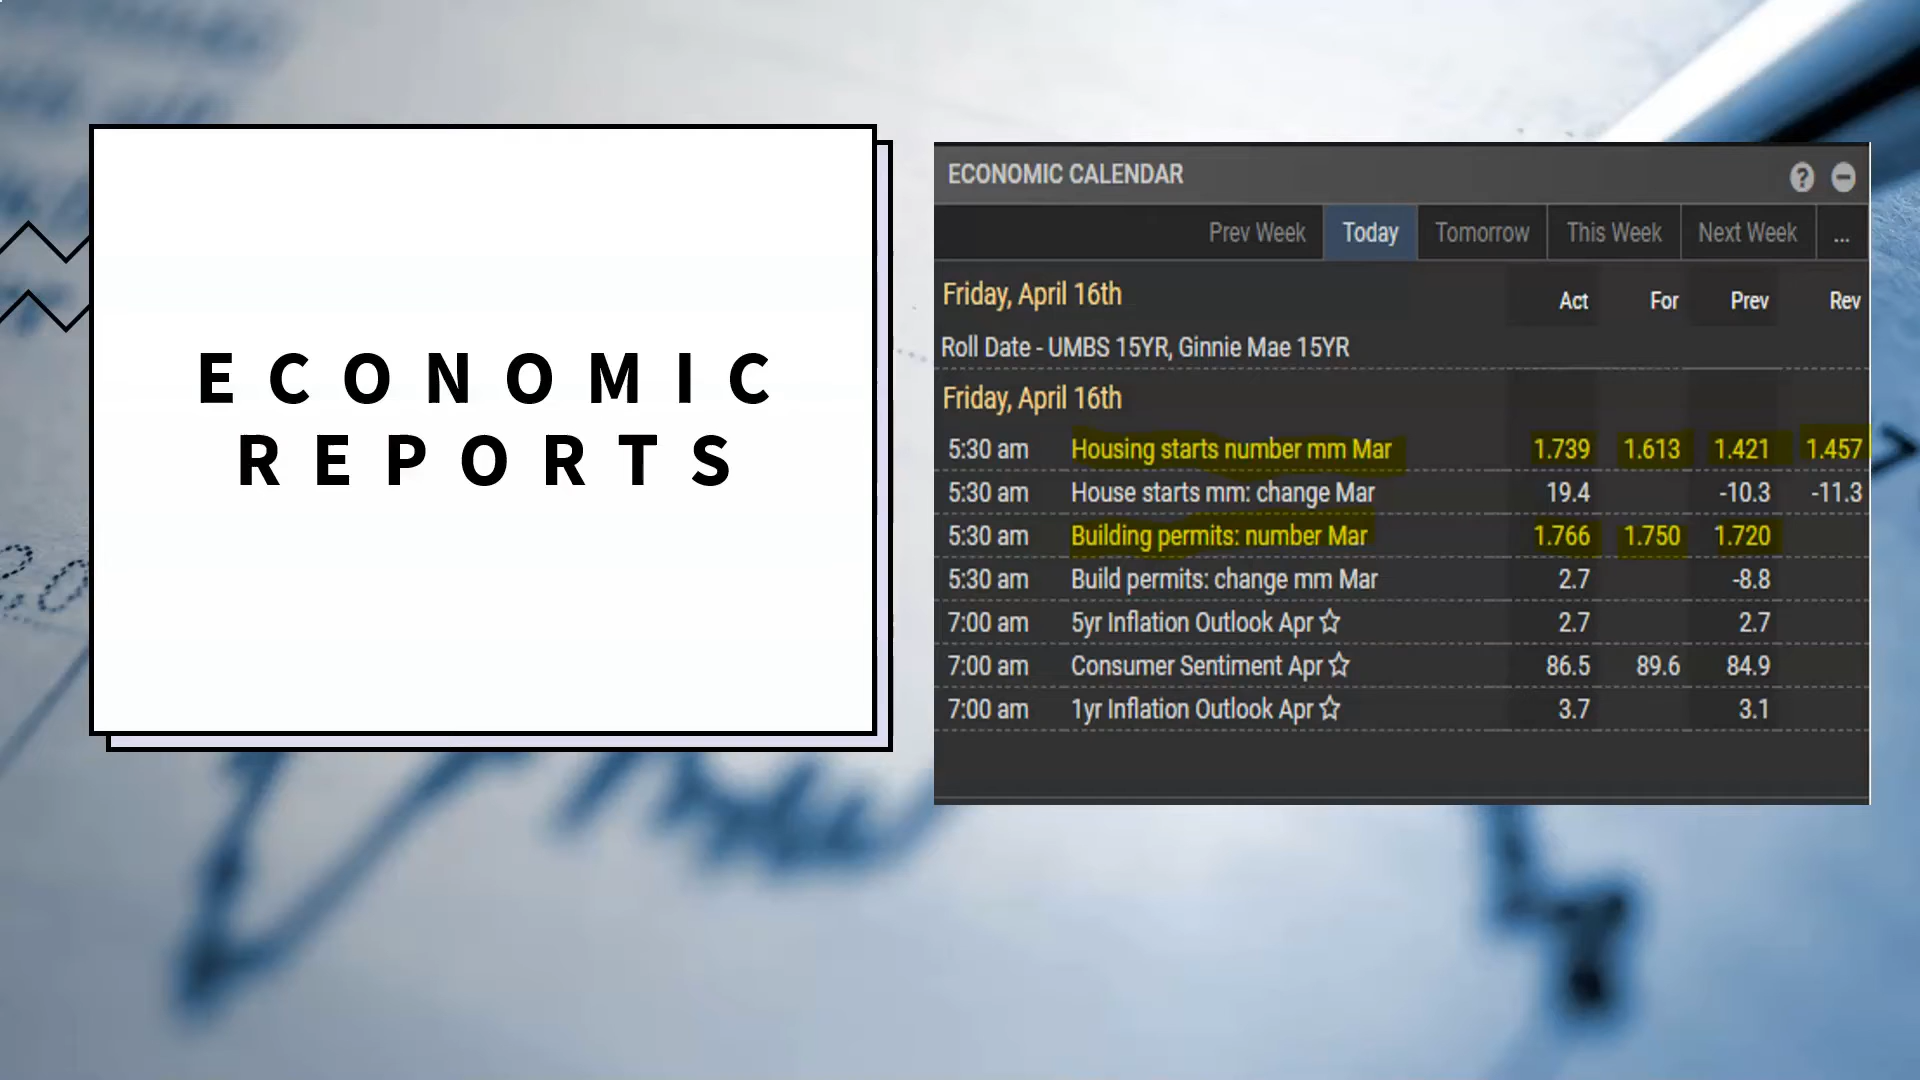 ECONOMIC
REPORTS
ECONOMIC CALENDAR
Prev Week Today Tomorrow This Week Next Week ...
Friday, April 16th Act For Prev Rev
Roll Date - UMBS 15YR, Ginnie Mae 15YR
Friday, April 16th
5:30 am Housing starts number mm Mar 1.739 1.613 1.421 1.457
5:30 am House starts mm: change Mar 19.4 -10.3 -11.3
5:30 am Building permits: number Mar 1.766 1.750 1.720
5:30 am Build permits: change mm Mar 2.7 -8.8
7:00 am 5yr Inflation Outlook Apr ☆ 2.7 2.7
7:00 am Consumer Sentiment Apr ☆ 86.5 89.6 84.9
7:00 am 1yr Inflation Outlook Apr ☆ 3.7 3.1